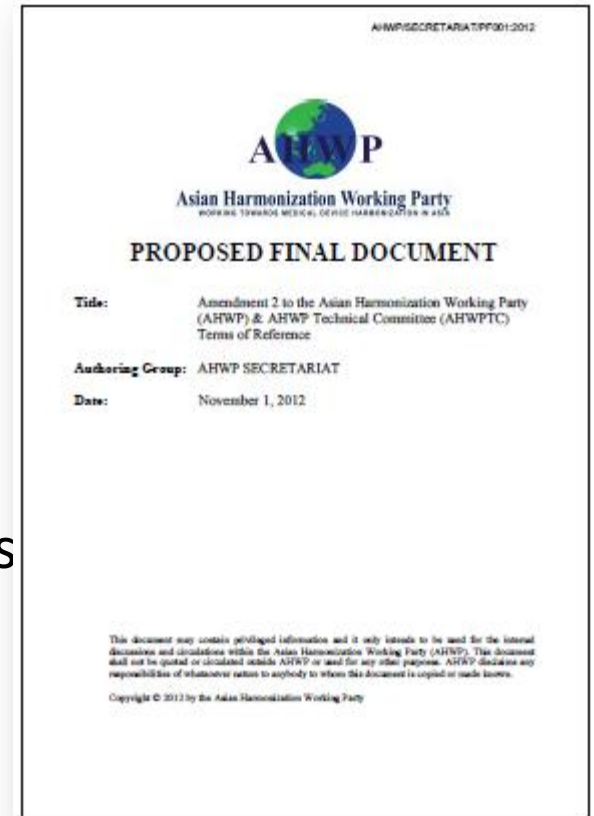 AHWP/SECRETARIAT/PF001:2012
AHWP
Asian Harmonization Working Party
WORKING TOWARDS MEDICAL DEVICE HARMONIZATION IN ASIA
PROPOSED FINAL DOCUMENT
Title: Amendment 2 to the Asian Harmonization Working Party
(AHWP) & AHWP Technical Committee (AHWPTC)
Terms of Reference
Authoring Group: AHWP SECRETARIAT
Date: November 1, 2012
s
This document may contain privileged information and it only intends to be used for the internal
discussions and circulations within the Asian Harmonization Working Party (AHWP). This document
shall not be quoted or circulated outside AHWP or used for any other purpose. AHWP disclaims any
responsibilities of whatsoever nature to anybody to whom this document is copied or made known.
Copyright © 2012 by the Asian Harmonization Working Party